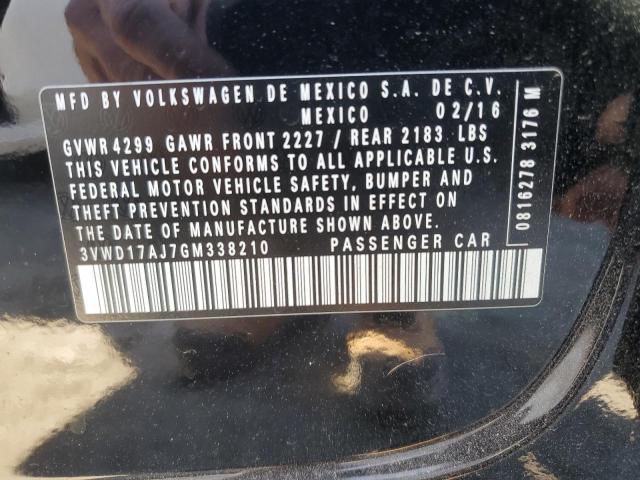 MFD BY VOLKSWAGEN DE MEXICO S.A. DE C.V.
MEXICO 02/16
GVWR 4299 GAWR FRONT 2227 / REAR 2183 LBS
THIS VEHICLE CONFORMS TO ALL APPLICABLE U.S.
FEDERAL MOTOR VEHICLE SAFETY, BUMPER AND
THEFT PREVENTION STANDARDS IN EFFECT ON
THE DATE OF MANUFACTURE SHOWN ABOVE.
3VWD17AJ7GM338210 PASSENGER CAR
0816278 3176 M